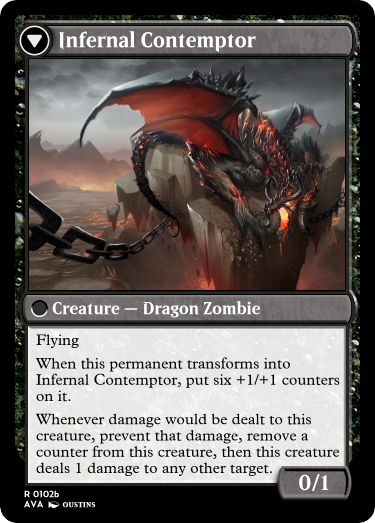 Infernal Contemptor
Creature — Dragon Zombie
Flying
When this permanent transforms into
Infernal Contemptor, put six +1/+1 counters
on it.
Whenever damage would be dealt to this
creature, prevent that damage, remove a
counter from this creature, then this creature
deals 1 damage to any other target.
0/1
R 0102b
AVA OUSTINS